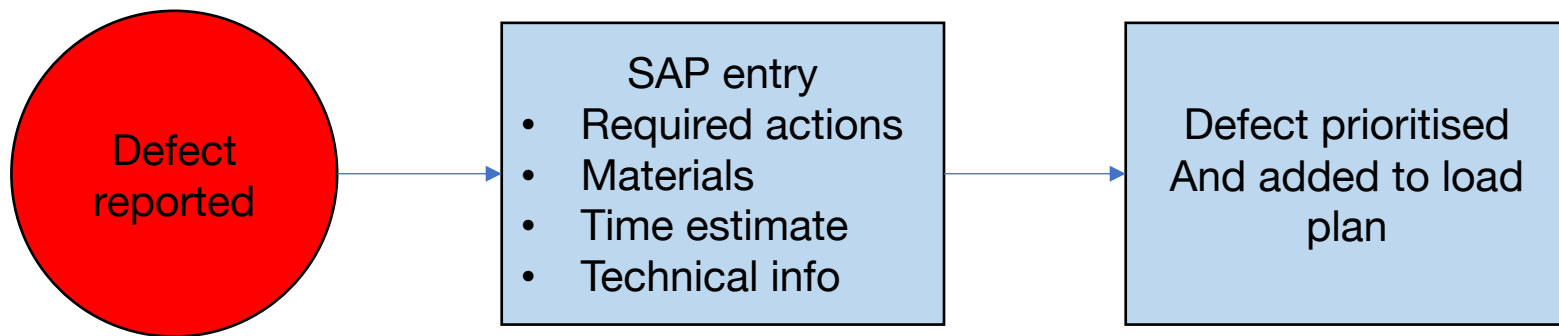 Defect
reported
SAP entry
• Required actions
• Materials
• Time estimate
• Technical info
Defect prioritised
And added to load
plan